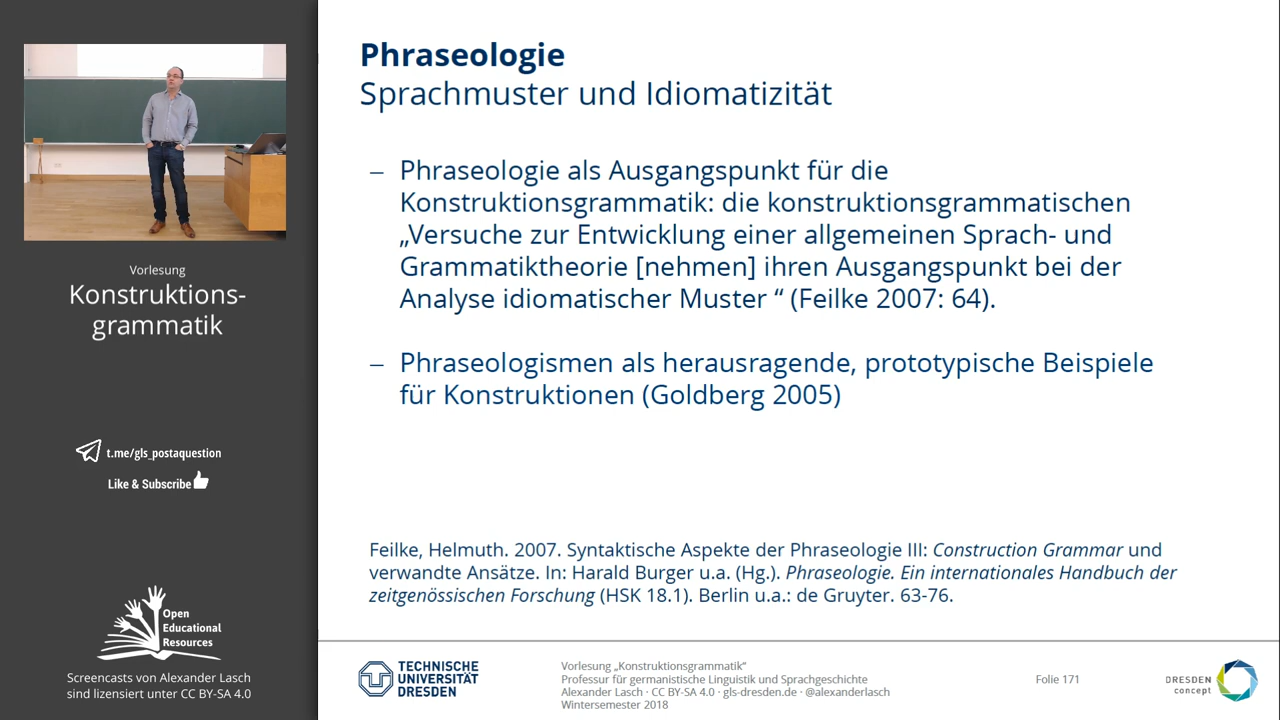 Vorlesung
Konstruktions-
grammatik
t.me/gls_postaquestion
Like & Subscribe
Open
Educational
Resources
Screencasts von Alexander Lasch
sind lizensiert unter CC BY-SA 4.0
Phraseologie
Sprachmuster und Idiomatizität
– Phraseologie als Ausgangspunkt für die
Konstruktionsgrammatik: die konstruktionsgrammatischen
„Versuche zur Entwicklung einer allgemeinen Sprach- und
Grammatiktheorie [nehmen] ihren Ausgangspunkt bei der
Analyse idiomatischer Muster “ (Feilke 2007: 64).
– Phraseologismen als herausragende, prototypische Beispiele
für Konstruktionen (Goldberg 2005)
Feilke, Helmuth. 2007. Syntaktische Aspekte der Phraseologie III: Construction Grammar und
verwandte Ansätze. In: Harald Burger u.a. (Hg.). Phraseologie. Ein internationales Handbuch der
zeitgenössischen Forschung (HSK 18.1). Berlin u.a.: de Gruyter. 63-76.
TECHNISCHE
UNIVERSITÄT
DRESDEN
Vorlesung „Konstruktionsgrammatik“
Professur für germanistische Linguistik und Sprachgeschichte
Alexander Lasch · CC BY-SA 4.0 · gls-dresden.de · @alexanderlasch
Wintersemester 2018
Folie 171
DRESDEN
concept